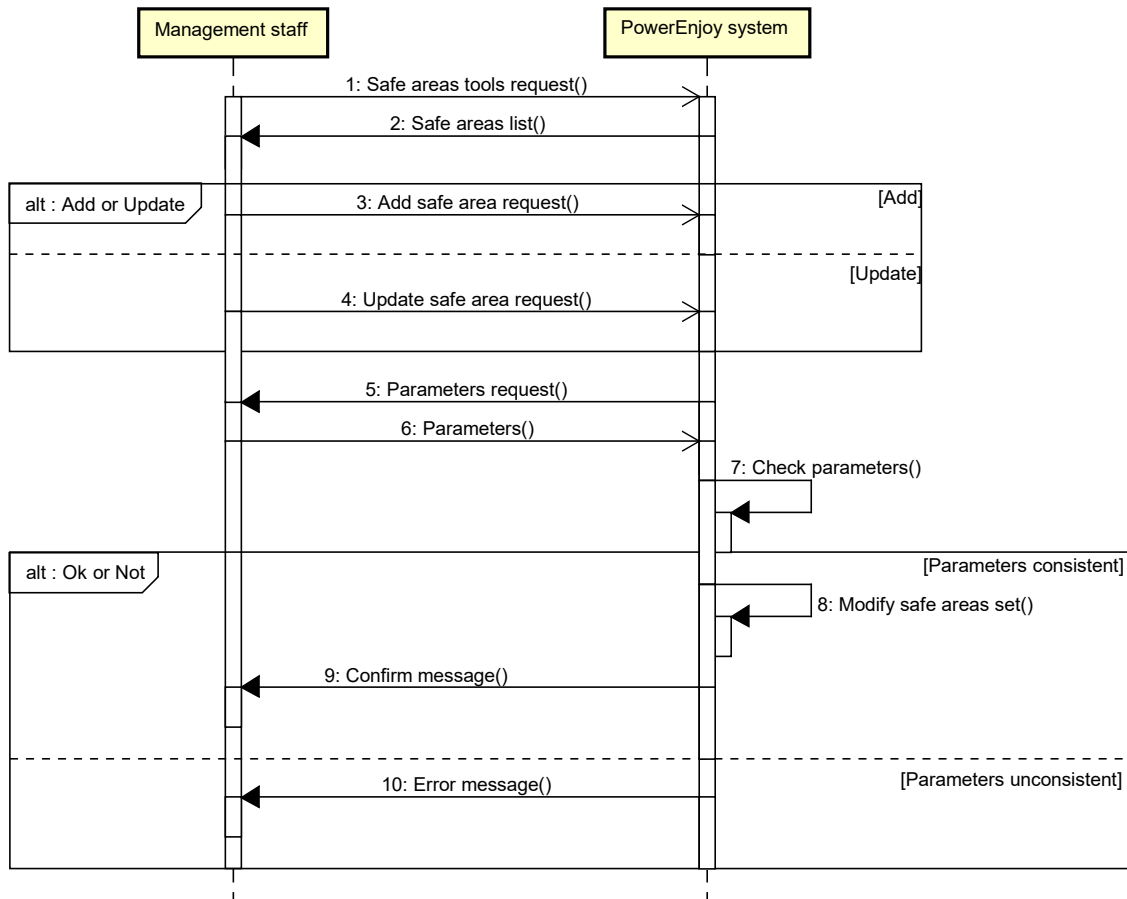 Management staff
PowerEnjoy system
1: Safe areas tools request()
2: Safe areas list()
alt : Add or Update
[Add]
3: Add safe area request()
[Update]
4: Update safe area request()
5: Parameters request()
6: Parameters()
7: Check parameters()
alt : Ok or Not
[Parameters consistent]
8: Modify safe areas set()
9: Confirm message()
[Parameters unconsistent]
10: Error message()